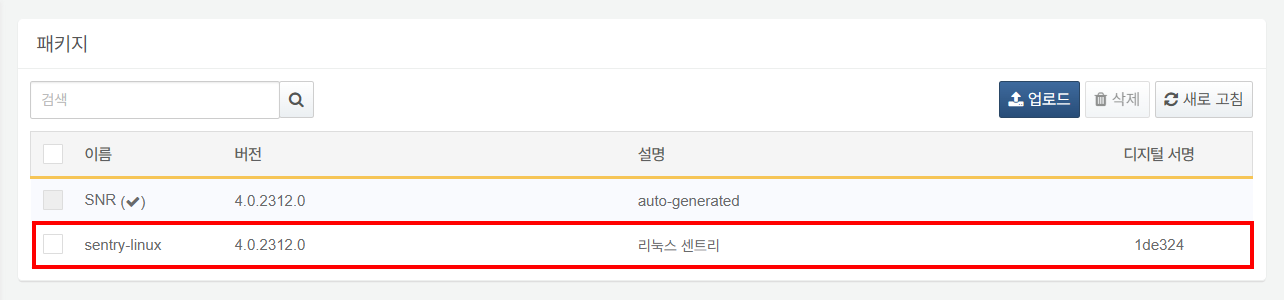 패키지
검색
업로드 삭제 새로 고침
이름 버전 설명 디지털 서명
SNR (✔) 4.0.2312.0 auto-generated
sentry-linux 4.0.2312.0 리눅스 센트리 1de324